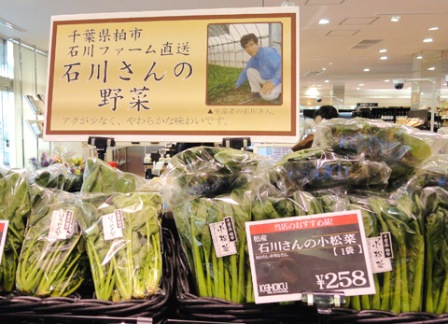 千葉県柏市
石川ファーム直送
石川さんの
野菜
▲生産者の石川さん
アクが少なく、やわらかな味わいです。
当店のおすすめ品!
柏産
石川さんの小松菜
【1袋】
¥258
小松菜
小松菜